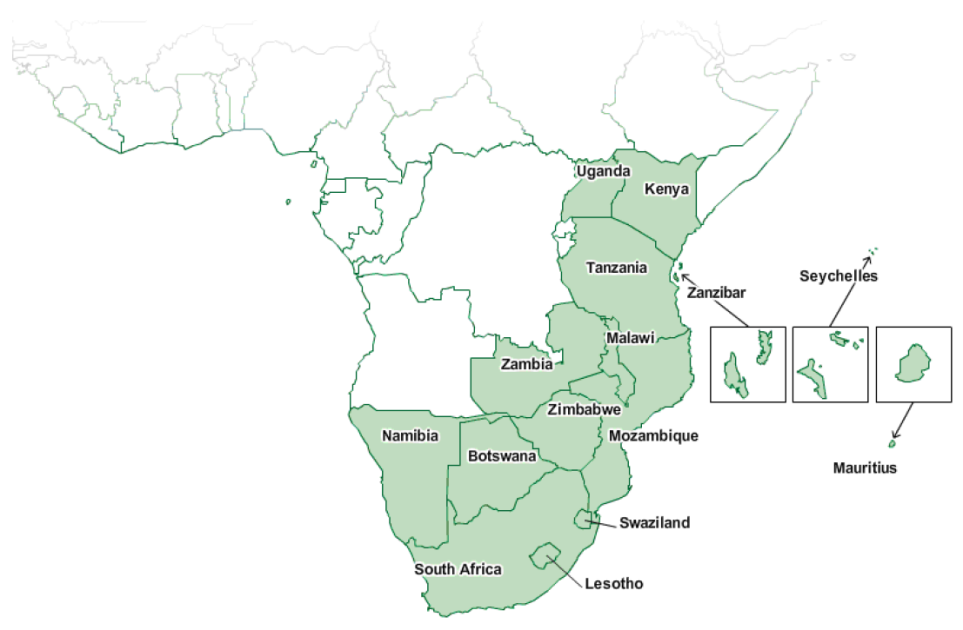 Uganda
Kenya
Tanzania
Seychelles
Zanzibar
Malawi
Zambia
Zimbabwe
Namibia
Mozambique
Botswana
Mauritius
Swaziland
South Africa
Lesotho